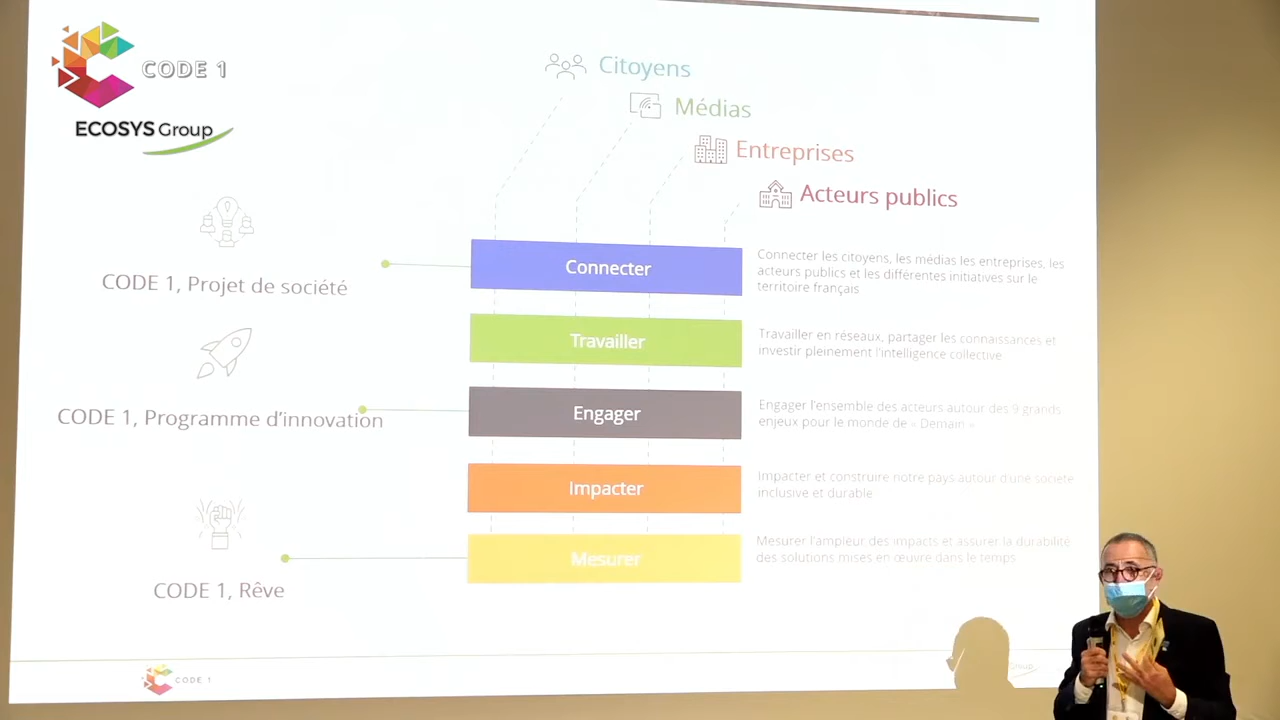 CODE 1
ECOSYS Group
Citoyens
Médias
Entreprises
Acteurs publics
CODE 1, Projet de société
CODE 1, Programme d'innovation
CODE 1, Rêve
Connecter
Connecter les citoyens, les médias les entreprises, les
acteurs publics et les différentes initiatives sur le
territoire français
Travailler
Travailler en réseaux, partager les connaissances et
investir pleinement l'intelligence collective
Engager
Engager l'ensemble des acteurs autour des 9 grands
enjeux pour le monde de « Demain »
Impacter
Impacter et construire notre pays autour d'une société
inclusive et durable
Mesurer
Mesurer l'ampleur des impacts et assurer la durabilité
des solutions mises en œuvre dans le temps
CODE 1
Group